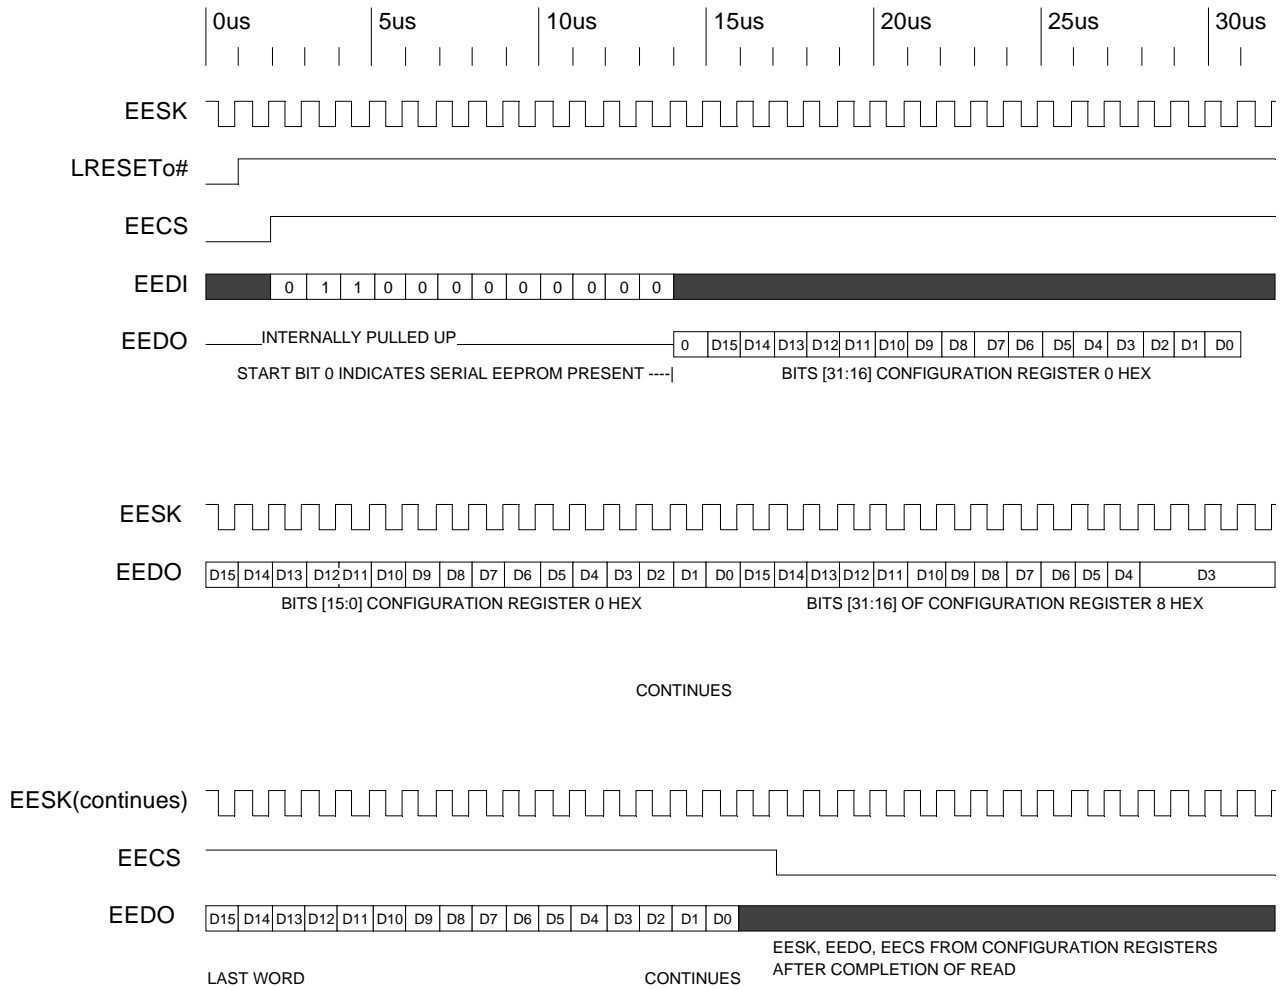 0us 5us 10us 15us 20us 25us 30us
EESK
LRESETo#
EECS
EEDI 0 1 1 0 0 0 0 0 0 0 0 0
EEDO INTERNALLY PULLED UP 0 D15 D14 D13 D12 D11 D10 D9 D8 D7 D6 D5 D4 D3 D2 D1 D0
START BIT 0 INDICATES SERIAL EEPROM PRESENT ----| BITS [31:16] CONFIGURATION REGISTER 0 HEX
EESK
EEDO D15 D14 D13 D12 D11 D10 D9 D8 D7 D6 D5 D4 D3 D2 D1 D0 D15 D14 D13 D12 D11 D10 D9 D8 D7 D6 D5 D4 D3
BITS [15:0] CONFIGURATION REGISTER 0 HEX BITS [31:16] OF CONFIGURATION REGISTER 8 HEX
CONTINUES
EESK(continues)
EECS
EEDO D15 D14 D13 D12 D11 D10 D9 D8 D7 D6 D5 D4 D3 D2 D1 D0
EESK, EEDO, EECS FROM CONFIGURATION REGISTERS
AFTER COMPLETION OF READ
LAST WORD CONTINUES